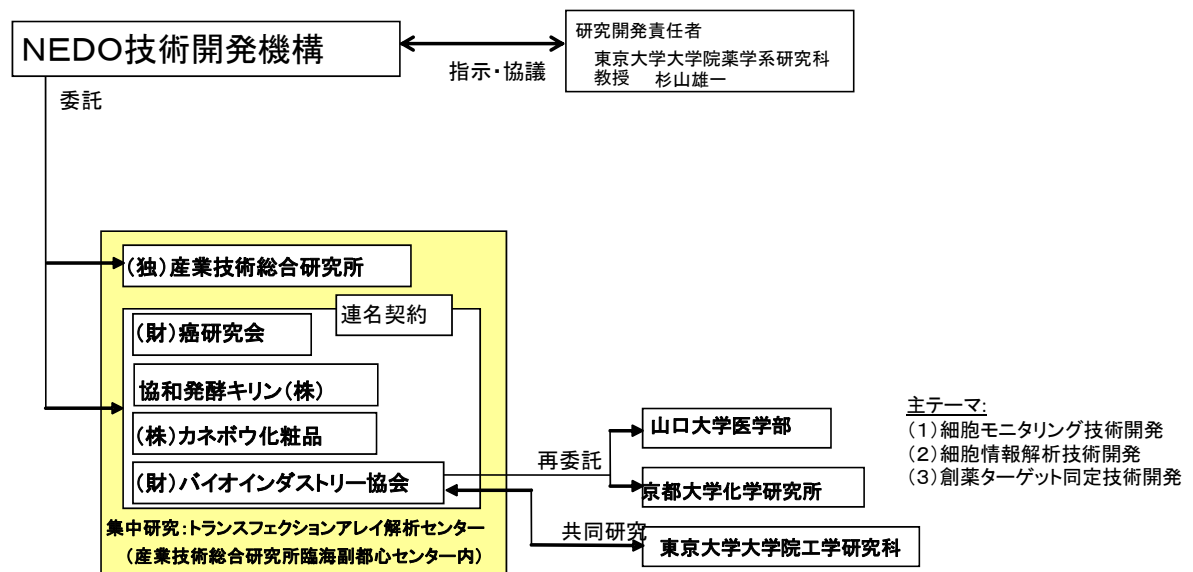 NEDO技術開発機構
研究開発責任者
東京大学大学院薬学系研究科
教授 杉山雄一
指示・協議
委託
(独)産業技術総合研究所
連名契約
(財)癌研究会
協和発酵キリン(株)
(株)カネボウ化粧品
(財)バイオインダストリー協会
集中研究:トランスフェクションアレイ解析センター
(産業技術総合研究所臨海副都心センター内)
再委託
共同研究
山口大学医学部
京都大学化学研究所
東京大学大学院工学研究科
主テーマ:
(1)細胞モニタリング技術開発
(2)細胞情報解析技術開発
(3)創薬ターゲット同定技術開発